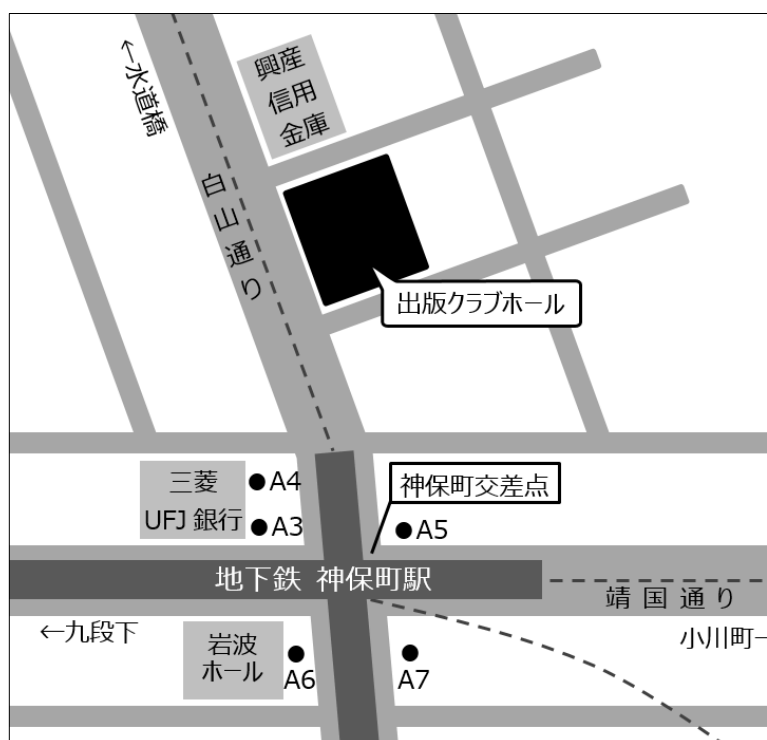 ←水道橋
興産
信用
金庫
白山通り
出版クラブホール
三菱
UFJ 銀行
A4
A3
神保町交差点
A5
地下鉄 神保町駅
靖国通り
←九段下
岩波
ホール
A6
A7
小川町→